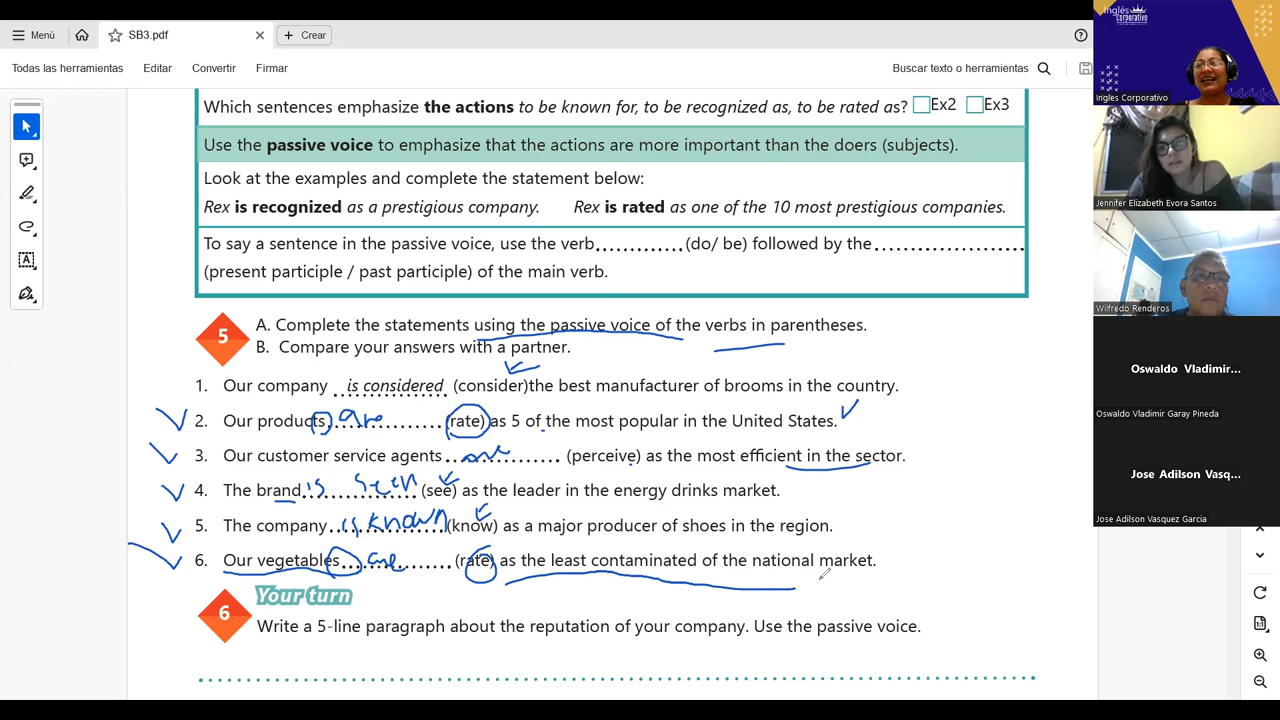 Menú
SB3.pdf
Crear
Todas las herramientas
Editar
Convertir
Firmar
Buscar texto o herramientas
Inglés
Corporativo
Ingles Corporativo
Which sentences emphasize the actions to be known for, to be recognized as, to be rated as? Ex2 Ex3
Use the passive voice to emphasize that the actions are more important than the doers (subjects).
Look at the examples and complete the statement below:
Rex is recognized as a prestigious company. Rex is rated as one of the 10 most prestigious companies.
Jennifer Elizabeth Evora Santos
To say a sentence in the passive voice, use the verb............. (do/ be) followed by the ..........................
(present participle / past participle) of the main verb.
Wilfredo Renderos
5
A. Complete the statements using the passive voice of the verbs in parentheses.
B. Compare your answers with a partner.
1. Our company is considered (consider)the best manufacturer of brooms in the country.
Oswaldo Vladimir...
Oswaldo Vladimir Garay Pineda
2. Our products are (rate) as 5 of the most popular in the United States.
3. Our customer service agents are (perceive) as the most efficient in the sector.
4. The brand is seen (see) as the leader in the energy drinks market.
Jose Adilson Vasq...
Jose Adilson Vasquez Garcia
5. The company is known (know) as a major producer of shoes in the region.
6. Our vegetables are (rate) as the least contaminated of the national market.
6
Your turn
Write a 5-line paragraph about the reputation of your company. Use the passive voice.